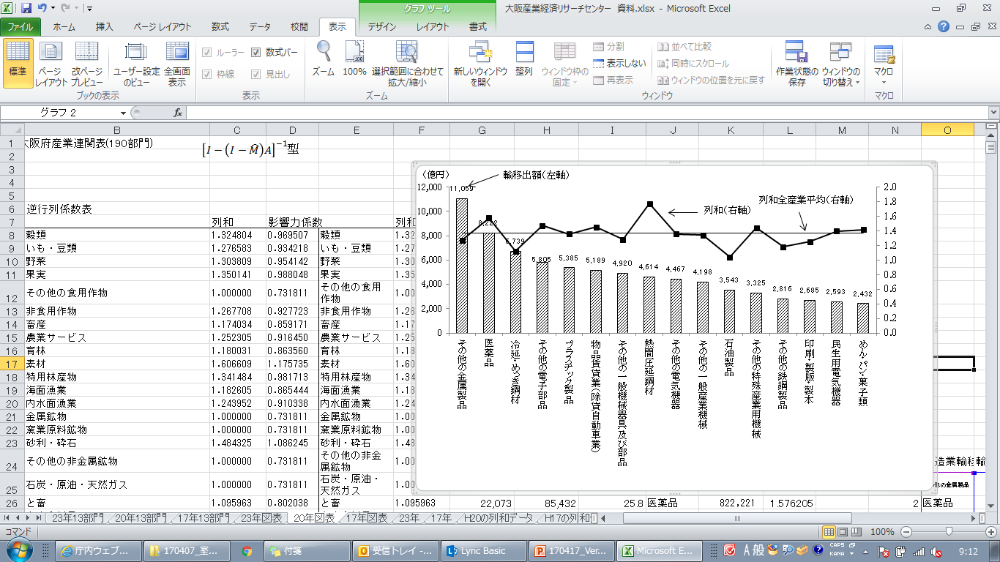 グラフ ツール
大阪産業経済リサーチセンター　資料.xlsx - Microsoft Excel
ファイル ホーム 挿入 ページ レイアウト 数式 データ 校閲 表示 デザイン レイアウト 書式
標準
ページ レイアウト
改ページ プレビュー
ユーザー設定のビュー
全画面表示
ブックの表示
ルーラー 数式バー
枠線 見出し
表示
ズーム
100%
選択範囲に合わせて拡大/縮小
ズーム
新しいウィンドウを開く
整列
ウィンドウ枠の固定
分割
表示しない
再表示
並べて比較
同時にスクロール
ウィンドウの位置を元に戻す
作業状態の保存
ウィンドウの切り替え
ウィンドウ
マクロ
マクロ
グラフ 2
fx
B C D E F G H I J K L M N O
1 大阪府産業連関表(190部門)
2 [I−(I−M̂)A]⁻¹型
3
4
5
6 逆行列係数表
7 列和 影響力係数 列和
8 穀類 1.324804 0.969507 穀類 1.32
9 いも・豆類 1.276583 0.934218 いも・豆類 1.27
10 野菜 1.303809 0.954142 野菜 1.30
11 果実 1.350141 0.988048 果実 1.35
12 その他の食用作物 1.000000 0.731811 その他の食用作物 1.00
13 非食用作物 1.267708 0.927723 非食用作物 1.26
14 畜産 1.174034 0.859171 畜産 1.17
15 農業サービス 1.252305 0.916450 農業サービス 1.25
16 育林 1.180031 0.863560 育林 1.18
17 素材 1.606609 1.175735 素材 1.60
18 特用林産物 1.341484 0.981713 特用林産物 1.34
19 海面漁業 1.182605 0.865444 海面漁業 1.18
20 内水面漁業 1.243952 0.910338 内水面漁業 1.24
21 金属鉱物 1.000000 0.731811 金属鉱物 1.00
22 窯業原料鉱物 1.000000 0.731811 窯業原料鉱物 1.00
23 砂利・砕石 1.484325 1.086245 砂利・砕石 1.48
24 その他の非金属鉱物 1.000000 0.731811 その他の非金属鉱物 1.00
25 石炭・原油・天然ガス 1.000000 0.731811 石炭・原油・天然ガス 1.00
26 と畜 1.095963 0.802038 と畜 1.095963 22,073 85,432 25.8 医薬品 822,221 1.576205 2 医薬品
造業輸移輸
他の金属製品
（億円）
輸移出額(左軸)
列和(右軸)
列和全産業平均(右軸)
12,000
10,000
8,000
6,000
4,000
2,000
0
2.0
1.8
1.6
1.4
1.2
1.0
0.8
0.6
0.4
0.2
0.0
11,059
8,222
6,739
5,805
5,385
5,189
4,920
4,614
4,467
4,198
3,543
3,325
2,816
2,685
2,593
2,432
その他の金属製品
医薬品
冷延・めっき鋼材
その他の電子部品
プラスチック製品
物品賃貸業（除貸自動車業）
その他の一般機械器具及び部品
熱間圧延鋼材
その他の電気機器
その他の一般産業機械
石油製品
その他の特殊産業用機械
その他の鉄鋼製品
印刷・製版・製本
民生用電気機器
めん・パン・菓子類
23年13部門 20年13部門 17年13部門 23年図表 20年図表 17年図表 23年 17年 H20の列和データ H17の列和
コマンド
100%
庁内ウェブ...
170407_室...
付箋
受信トレイ -...
Lync Basic
170417_Ver...
Microsoft E...
A 般
CAPS
KANA
9:12